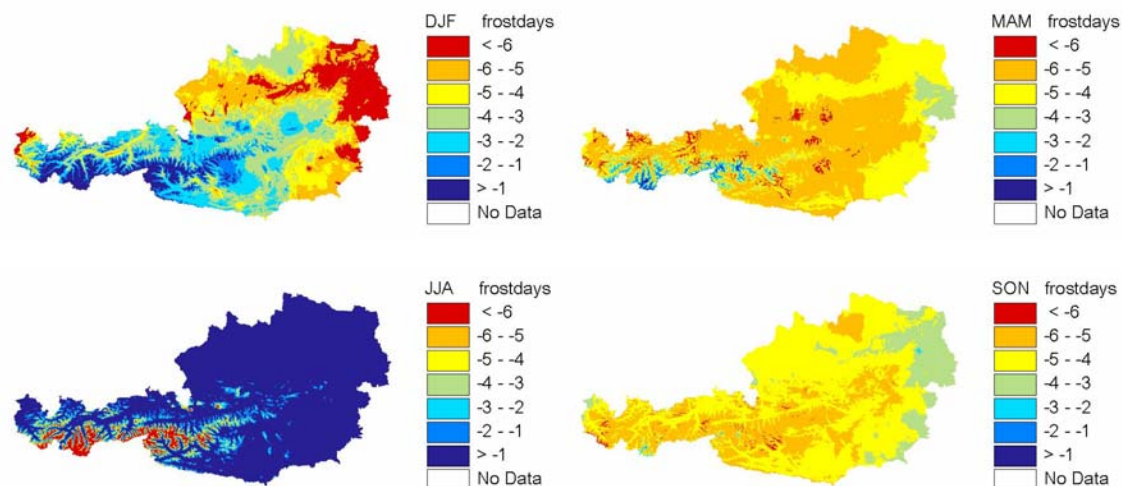 DJF frostdays
< -6
-6 - -5
-5 - -4
-4 - -3
-3 - -2
-2 - -1
> -1
No Data
MAM frostdays
< -6
-6 - -5
-5 - -4
-4 - -3
-3 - -2
-2 - -1
> -1
No Data
JJA frostdays
< -6
-6 - -5
-5 - -4
-4 - -3
-3 - -2
-2 - -1
> -1
No Data
SON frostdays
< -6
-6 - -5
-5 - -4
-4 - -3
-3 - -2
-2 - -1
> -1
No Data